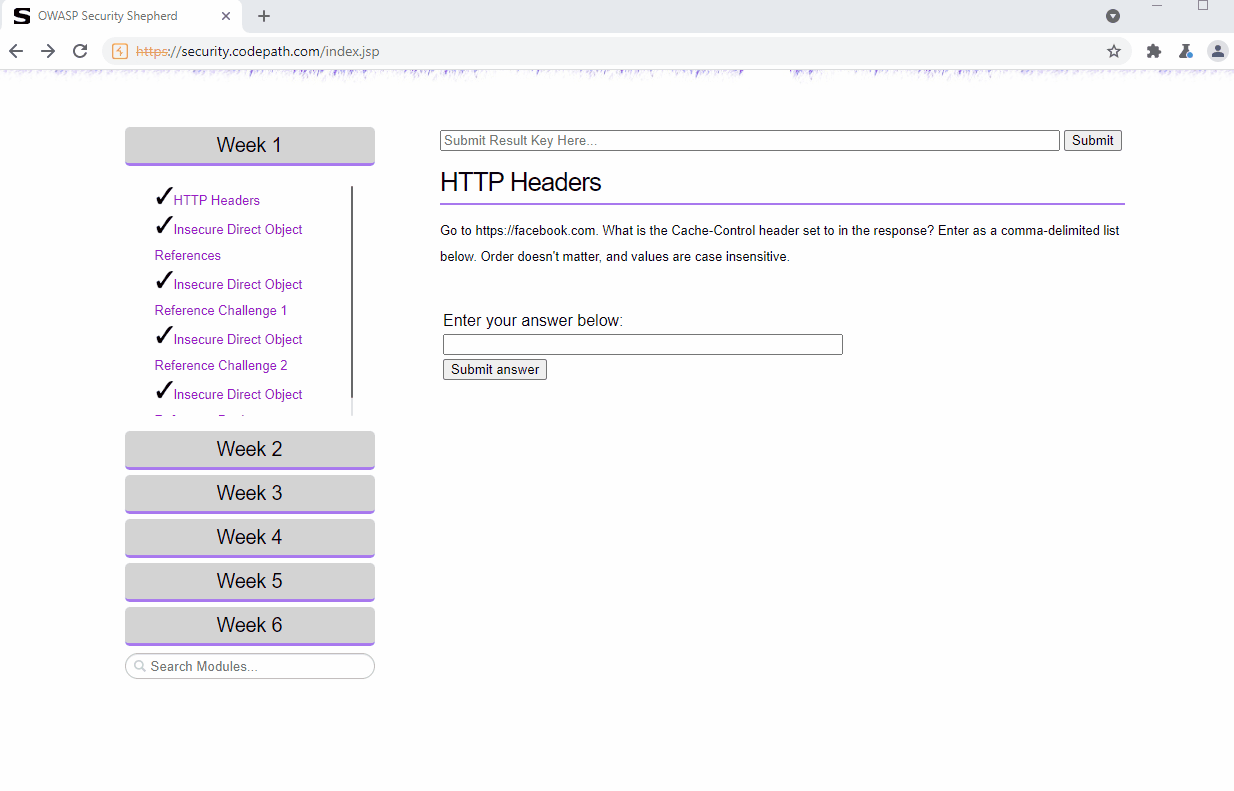 OWASP Security Shepherd
https://security.codepath.com/index.jsp
Week 1
✓HTTP Headers
✓Insecure Direct Object
References
✓Insecure Direct Object
Reference Challenge 1
✓Insecure Direct Object
Reference Challenge 2
✓Insecure Direct Object
Week 2
Week 3
Week 4
Week 5
Week 6
Search Modules...
Submit Result Key Here...
Submit
HTTP Headers
Go to https://facebook.com. What is the Cache-Control header set to in the response? Enter as a comma-delimited list
below. Order doesn't matter, and values are case insensitive.
Enter your answer below:
Submit answer